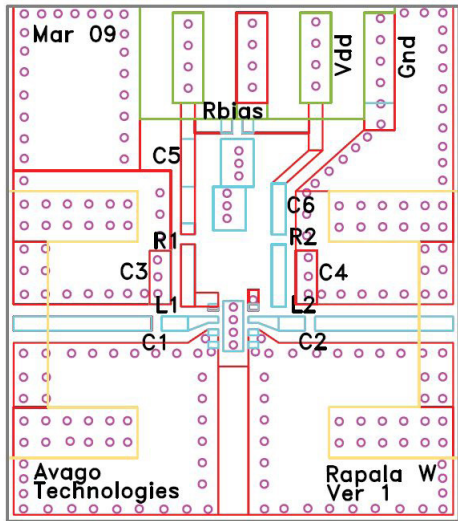 Mar 09
Vdd
Gnd
Rbias
C5
C6
R1
R2
C3
C4
L1
L2
C1
C2
Avago
Technologies
Rapala W
Ver 1